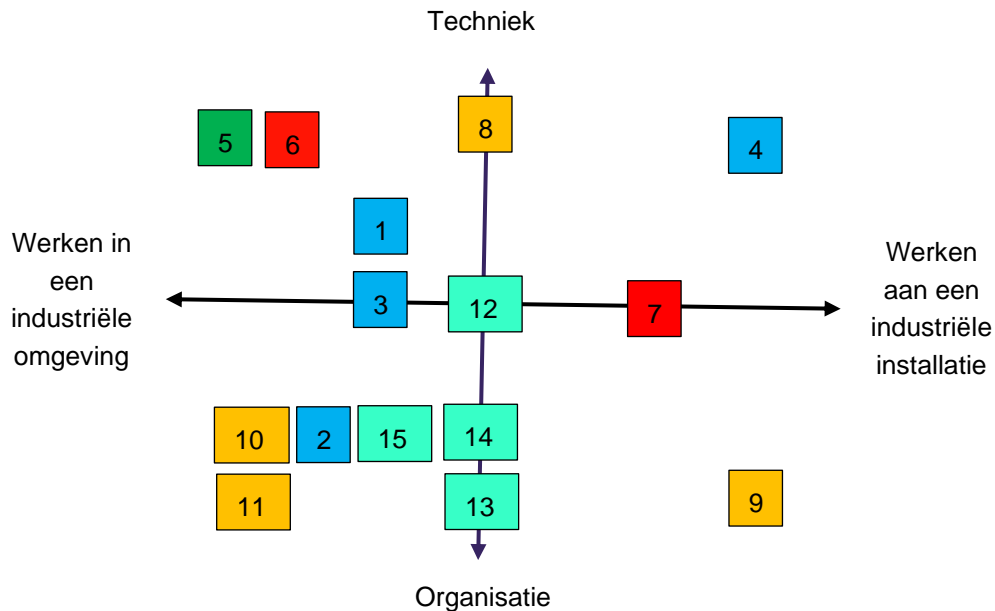 Techniek
5
6
8
4
1
Werken in
een
industriële
omgeving
3
12
7
Werken
aan een
industriële
installatie
10
2
15
14
11
13
9
Organisatie